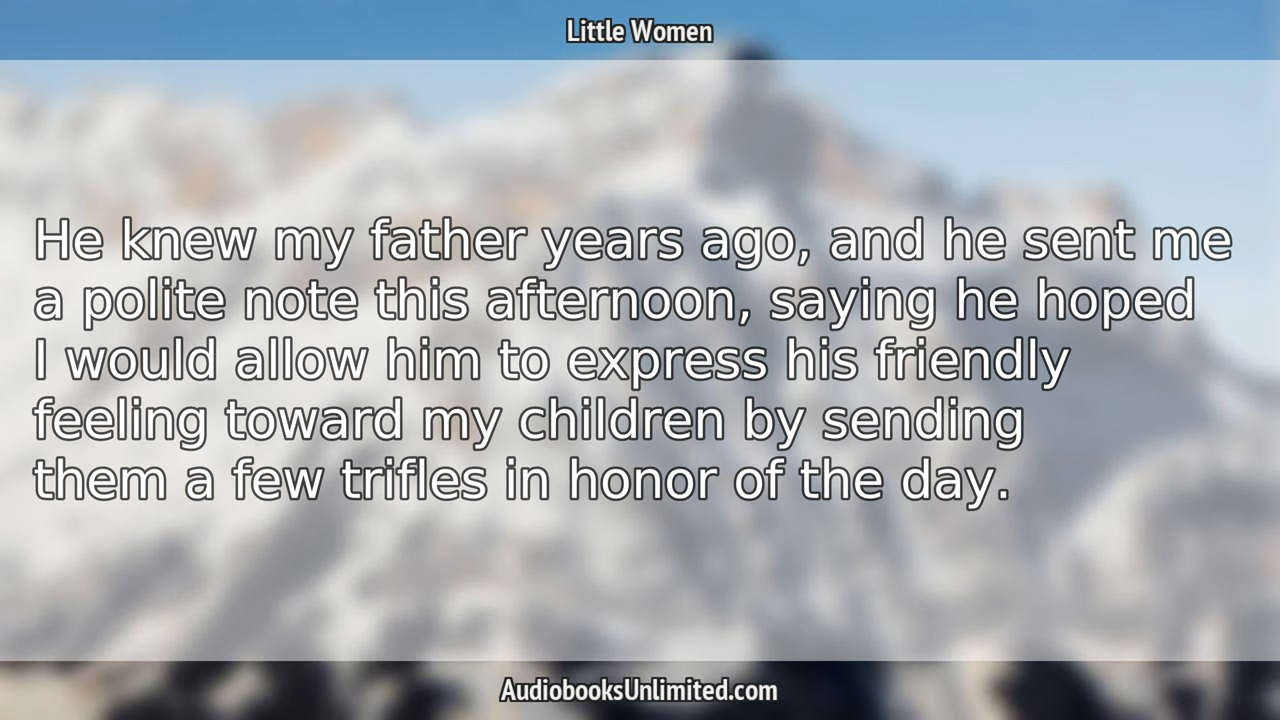 Little Women
He knew my father years ago, and he sent me
a polite note this afternoon, saying he hoped
I would allow him to express his friendly
feeling toward my children by sending
them a few trifles in honor of the day.
AudiobooksUnlimited.com